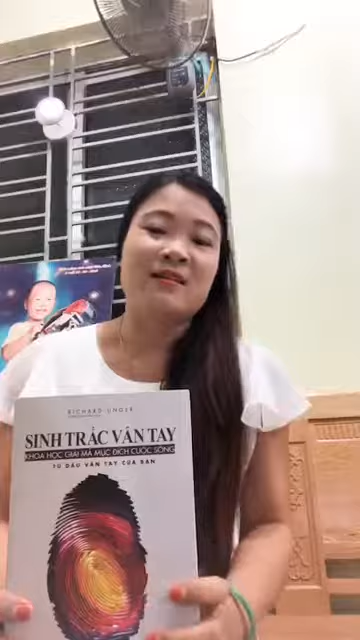 RICHARD UNGER
SINH TRẮC VÂN TAY
KHOA HỌC GIẢI MÃ MỤC ĐÍCH CUỘC SỐNG
TỪ DẤU VÂN TAY CỦA BẠN